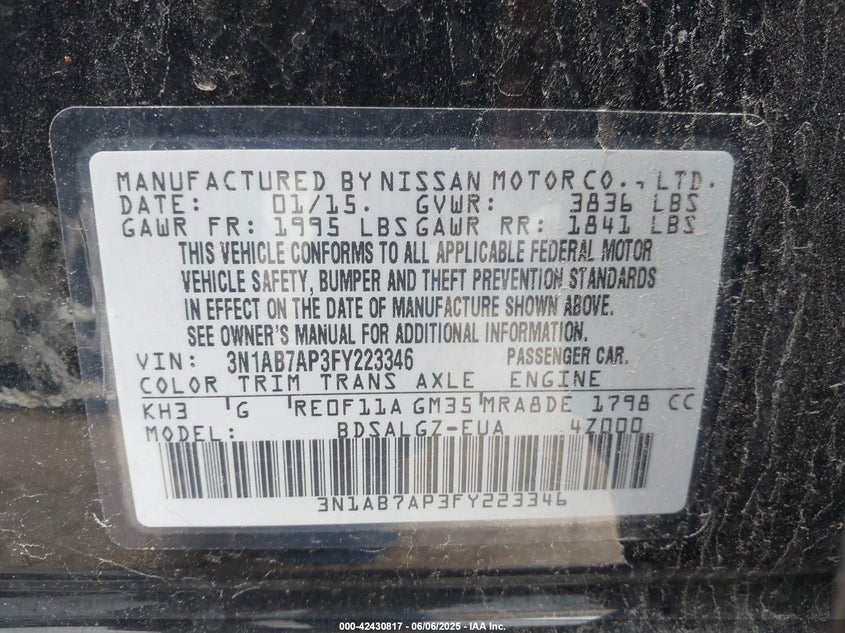 MANUFACTURED BY NISSAN MOTOR CO., LTD.
DATE: 01/15. GVWR: 3836 LBS
GAWR FR: 1995 LBS GAWR RR: 1841 LBS
THIS VEHICLE CONFORMS TO ALL APPLICABLE FEDERAL MOTOR
VEHICLE SAFETY, BUMPER AND THEFT PREVENTION STANDARDS
IN EFFECT ON THE DATE OF MANUFACTURE SHOWN ABOVE.
SEE OWNER'S MANUAL FOR ADDITIONAL INFORMATION.
VIN: 3N1AB7AP3FY223346 PASSENGER CAR.
COLOR TRIM TRANS AXLE ENGINE
KH3 G RE0F11A GM35 MRA8DE 1798 CC
MODEL: BDSALGZ-EUA 4Z000
3N1AB7AP3FY223346
000-42430817 - 06/06/2025 - IAA Inc.